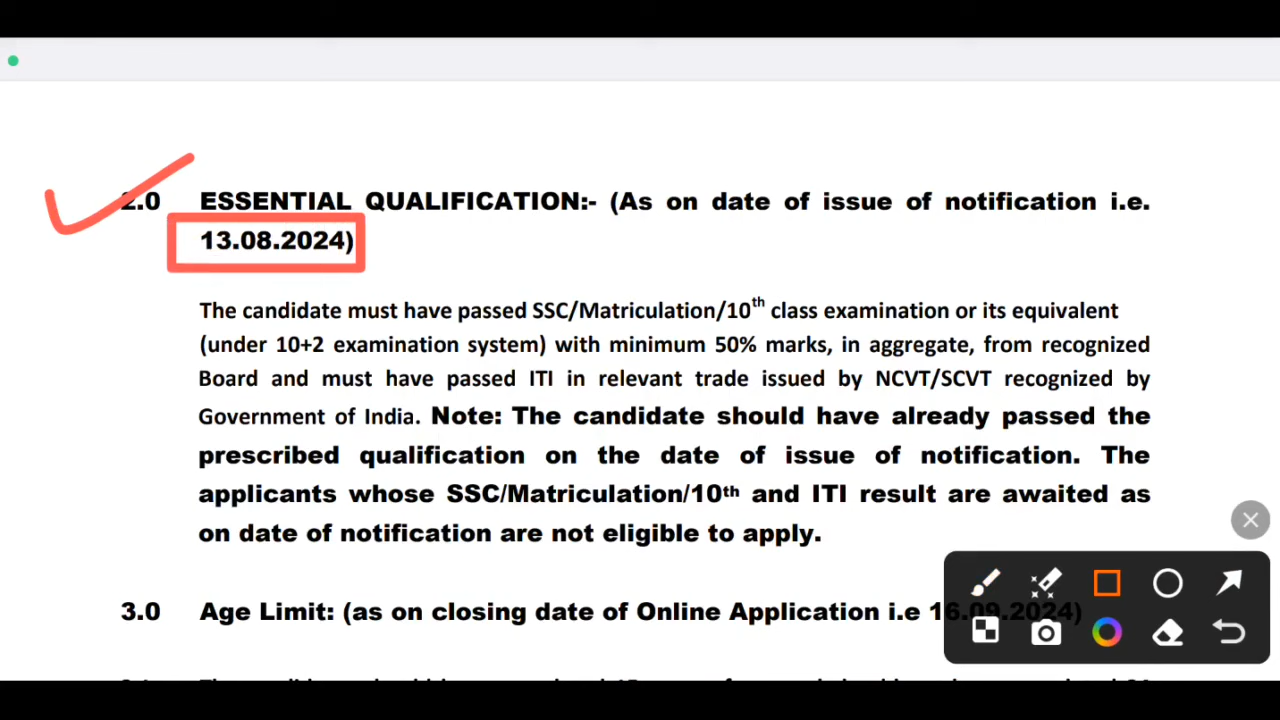 2.0 ESSENTIAL QUALIFICATION:- (As on date of issue of notification i.e.
13.08.2024)
The candidate must have passed SSC/Matriculation/10th class examination or its equivalent
(under 10+2 examination system) with minimum 50% marks, in aggregate, from recognized
Board and must have passed ITI in relevant trade issued by NCVT/SCVT recognized by
Government of India. Note: The candidate should have already passed the
prescribed qualification on the date of issue of notification. The
applicants whose SSC/Matriculation/10th and ITI result are awaited as
on date of notification are not eligible to apply.
3.0 Age Limit: (as on closing date of Online Application i.e 16.09.2024)